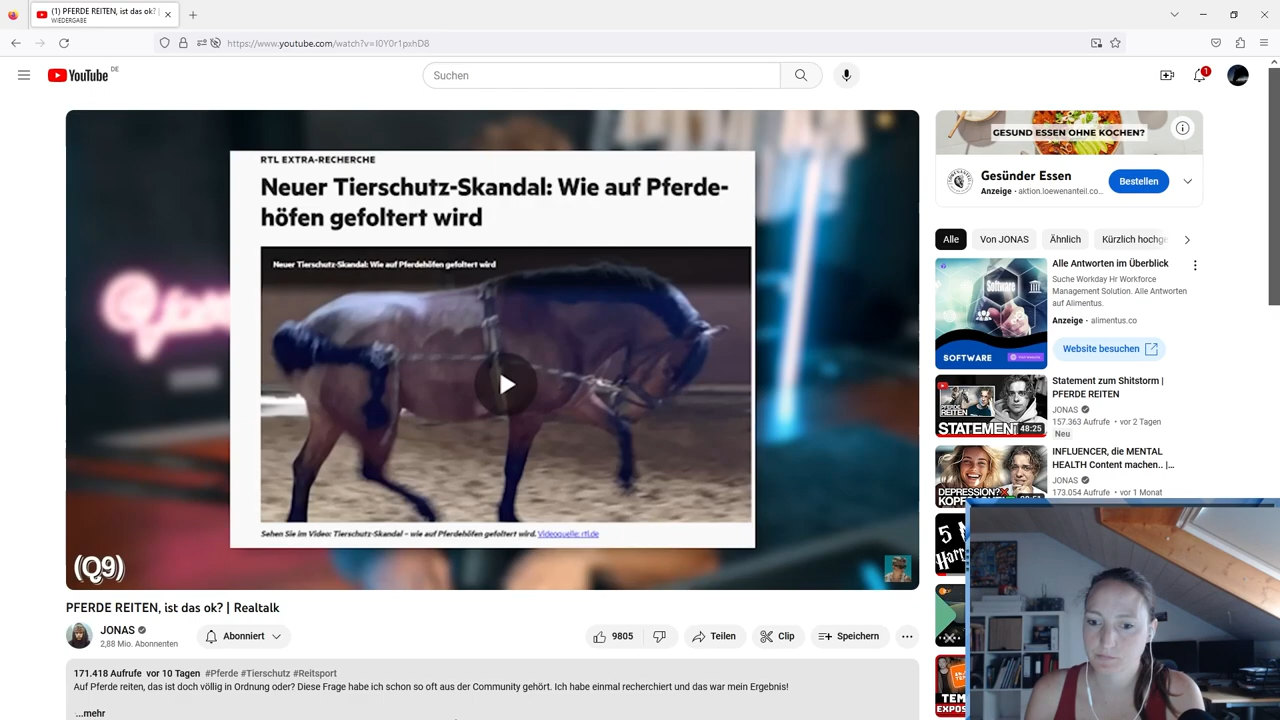 (1) PFERDE REITEN, ist das ok? |
WIEDERGABE
https://www.youtube.com/watch?v=l0Y0r1pxhD8
YouTube DE
Suchen
1
RTL EXTRA-RECHERCHE
Neuer Tierschutz-Skandal: Wie auf Pferde-
höfen gefoltert wird
Neuer Tierschutz-Skandal: Wie auf Pferdehöfen gefoltert wird
Sehen Sie im Video: Tierschutz-Skandal – wie auf Pferdehöfen gefoltert wird. Videoquelle: rtl.de
(Q9)
PFERDE REITEN, ist das ok? | Realtalk
JONAS
2,88 Mio. Abonnenten
Abonniert
9805
Teilen
Clip
Speichern
171.418 Aufrufe vor 10 Tagen #Pferde #Tierschutz #Reitsport
Auf Pferde reiten, das ist doch völlig in Ordnung oder? Diese Frage habe ich schon so oft aus der Community gehört. Ich habe einmal recherchiert und das war mein Ergebnis!
...mehr
GESUND ESSEN OHNE KOCHEN?
Gesünder Essen
Anzeige · aktion.loewenanteil.co...
Bestellen
Alle
Von JONAS
Ähnlich
Kürzlich hochge
Software
SOFTWARE
Alle Antworten im Überblick
Suche Workday Hr Workforce
Management Solution. Alle Antworten
auf Alimentus.
Anzeige · alimentus.co
Website besuchen
PFERDE
REITEN
STATEMENT
48:25
Statement zum Shitstorm |
PFERDE REITEN
JONAS
157.363 Aufrufe · vor 2 Tagen
Neu
DEPRESSION?
INFLUENCER, die MENTAL
HEALTH Content machen.. |...
JONAS
173.054 Aufrufe · vor 1 Monat
5 M
Harr